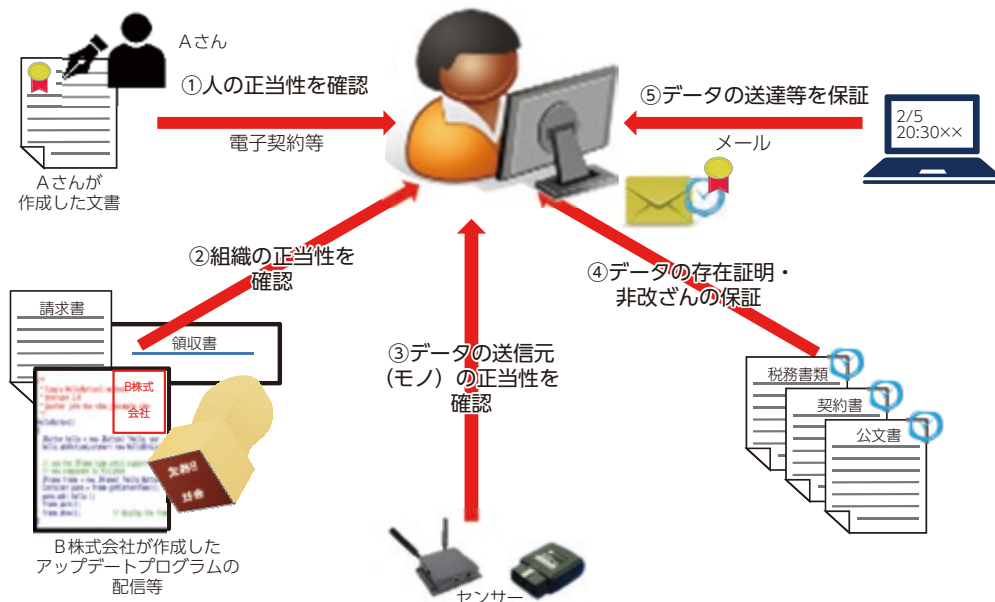 Aさん
①人の正当性を確認
電子契約等
Aさんが
作成した文書
⑤データの送達等を保証
メール
2/5
20:30××
②組織の正当性を
確認
請求書
領収書
B株式
会社
B株式会社が作成した
アップデートプログラムの
配信等
③データの送信元
(モノ)の正当性を
確認
センサー
④データの存在証明・
非改ざんの保証
税務書類
契約書
公文書